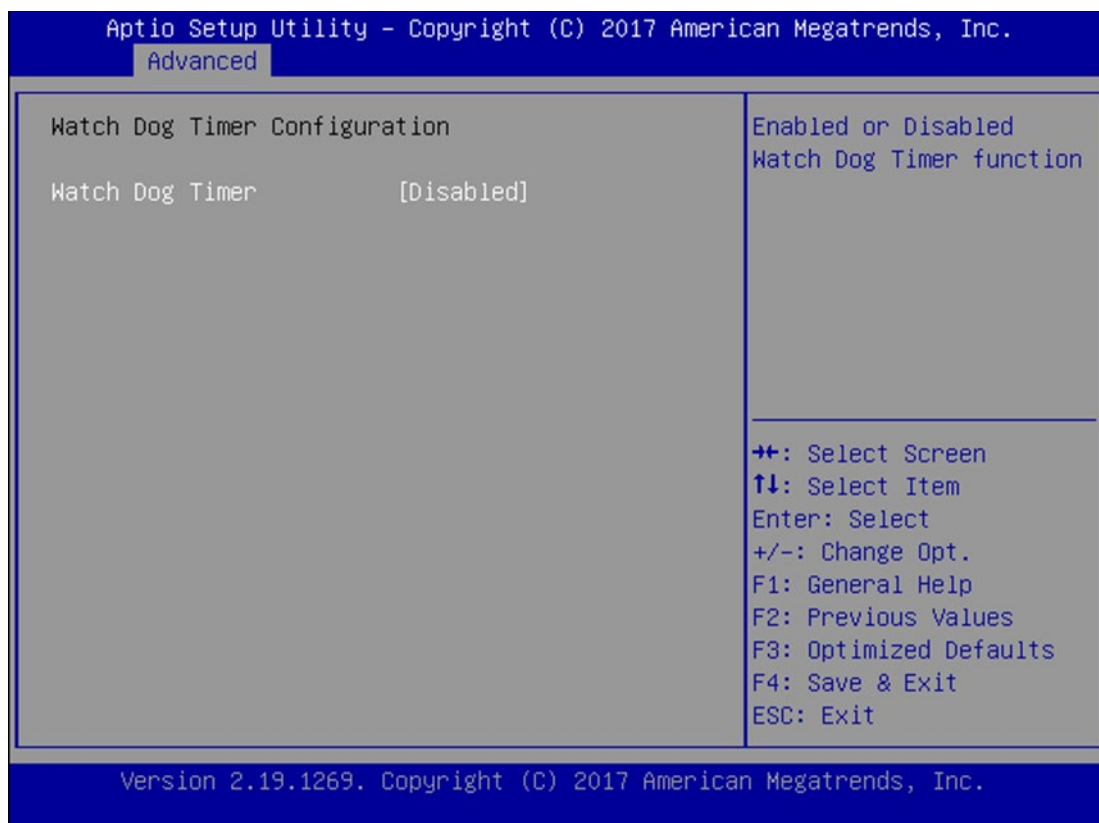 Aptio Setup Utility – Copyright (C) 2017 American Megatrends, Inc.
Advanced
Watch Dog Timer Configuration
Watch Dog Timer [Disabled]
Enabled or Disabled
Watch Dog Timer function
→←: Select Screen
↑↓: Select Item
Enter: Select
+/-: Change Opt.
F1: General Help
F2: Previous Values
F3: Optimized Defaults
F4: Save & Exit
ESC: Exit
Version 2.19.1269. Copyright (C) 2017 American Megatrends, Inc.